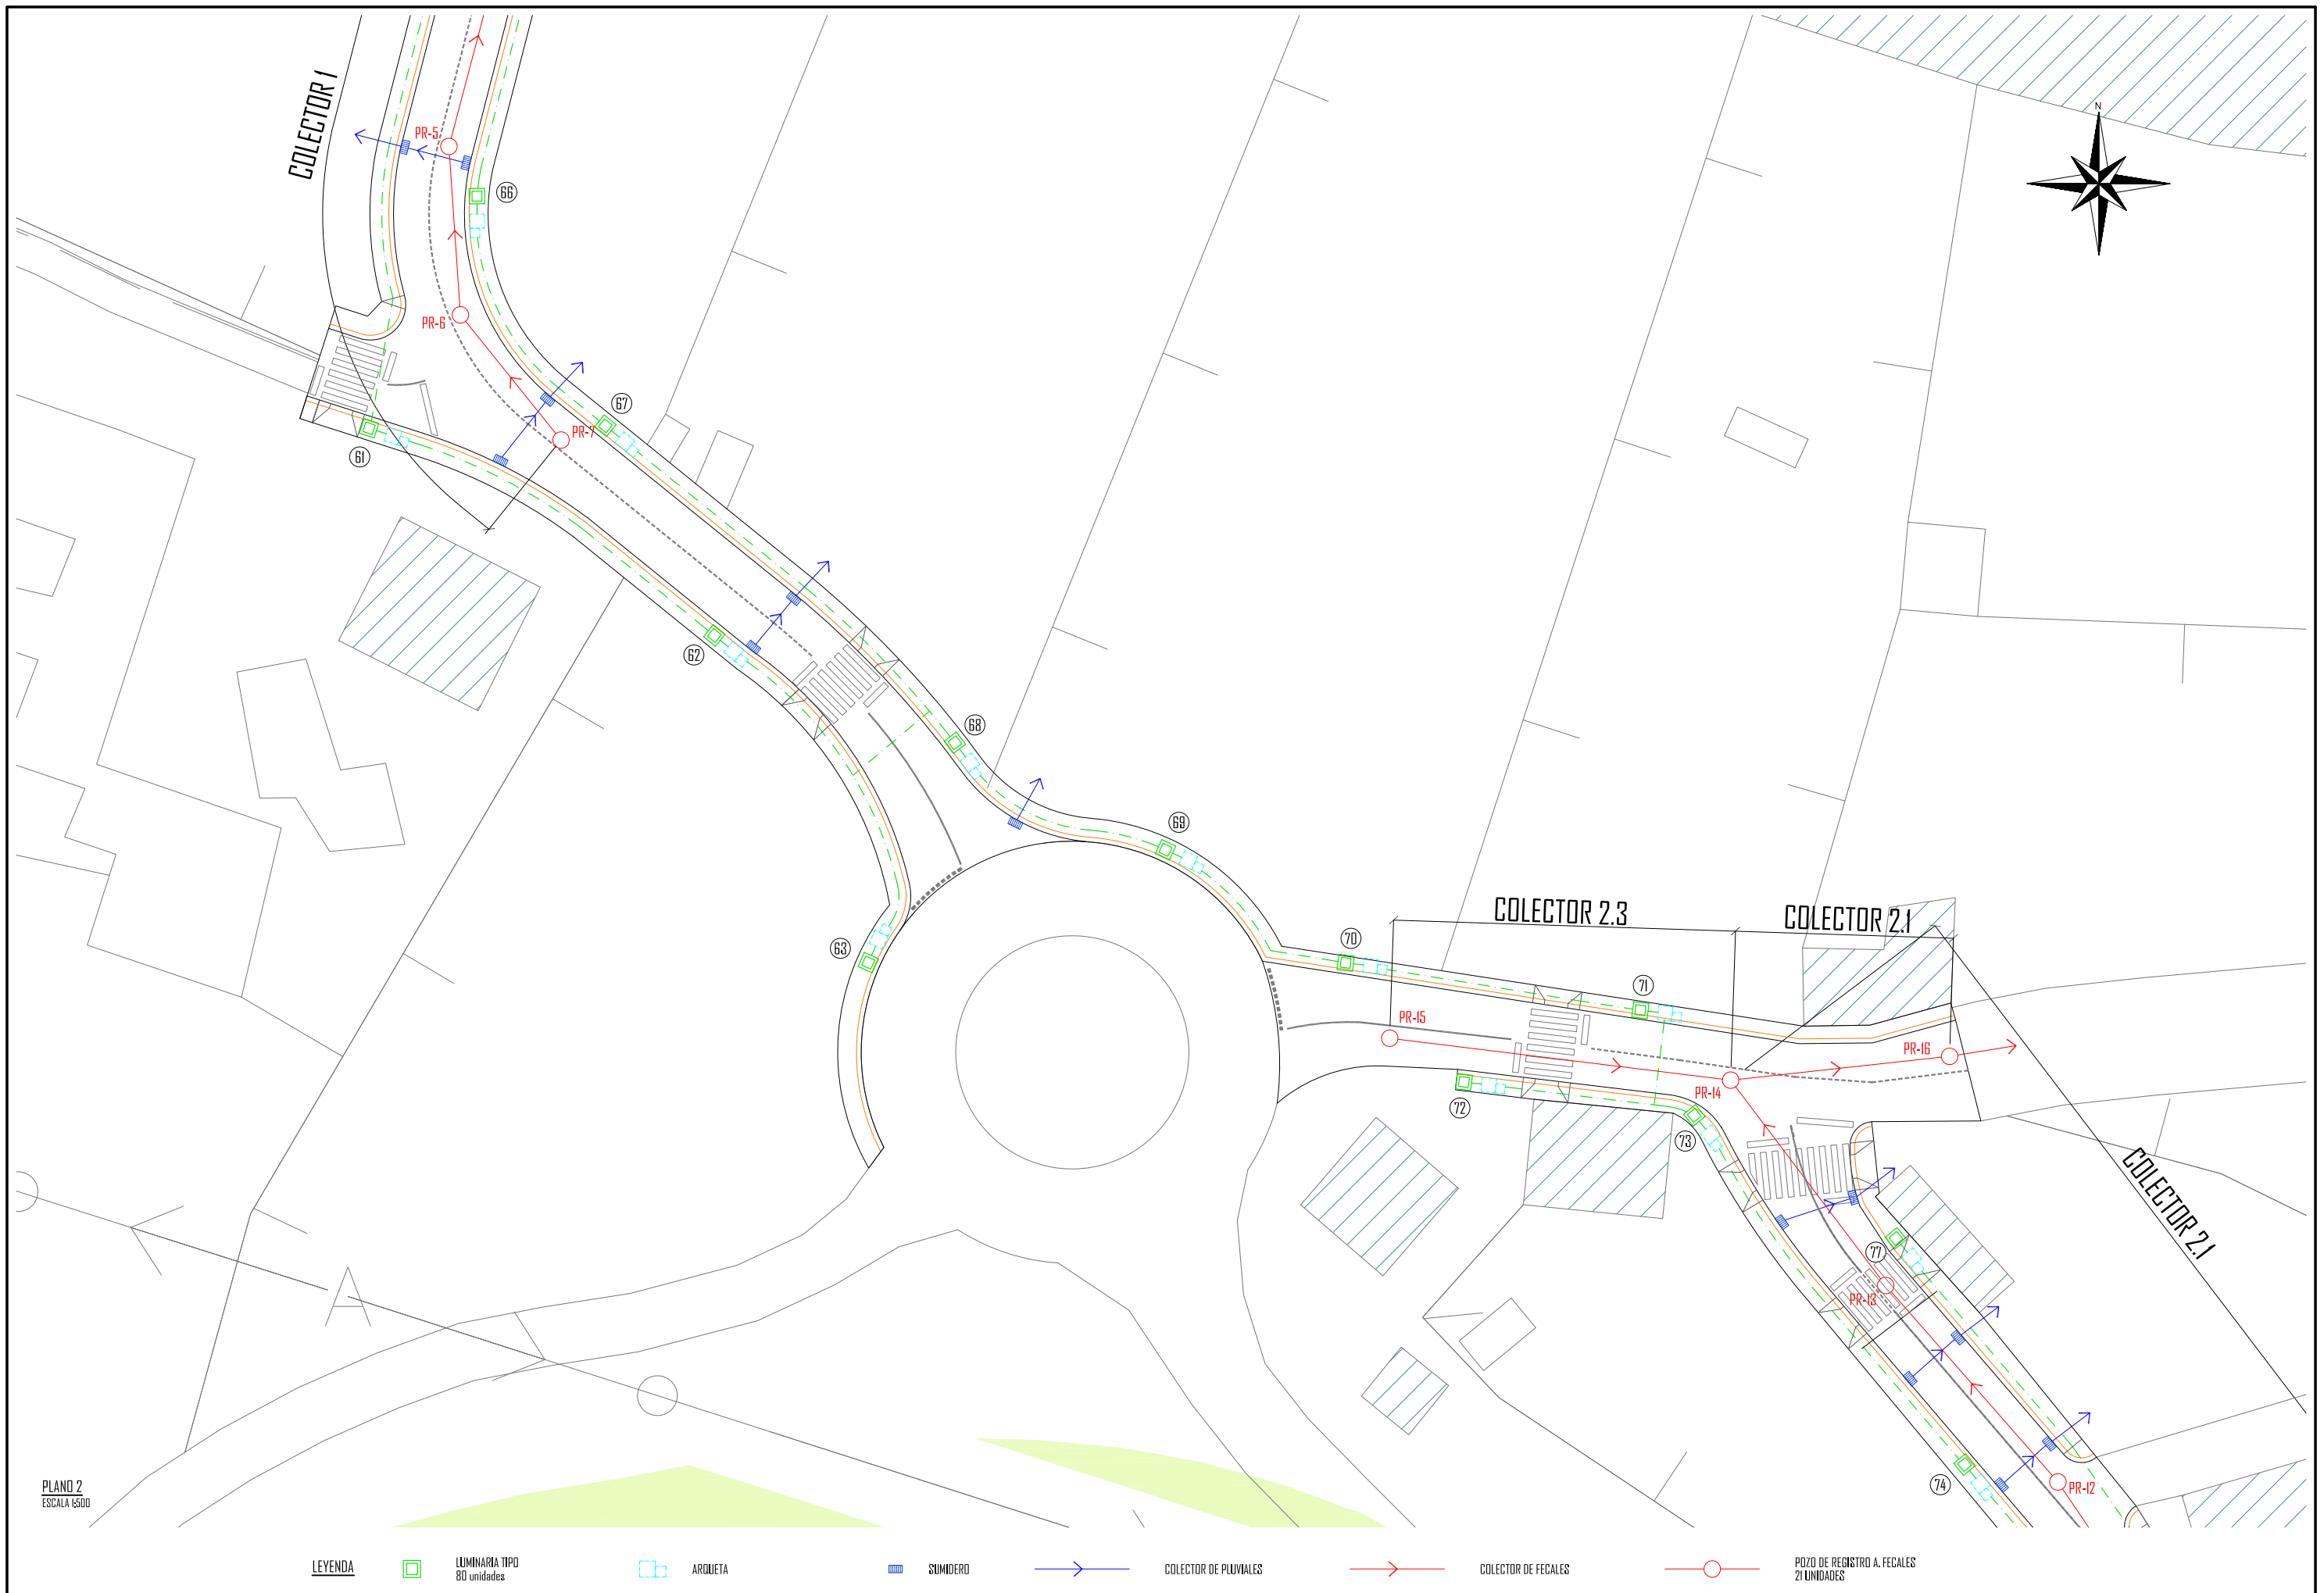 COLECTOR 1
N
PR-5
66
PR-6
67
PR-7
61
62
68
69
63
COLECTOR 2.3
COLECTOR 2.1
70
71
PR-15
PR-16
PR-14
72
73
COLECTOR 2.1
77
PR-13
74
PR-12
PLANO 2
ESCALA 1:500
LEYENDA
LUMINARIA TIPO
80 unidades
ARQUETA
SUMIDERO
COLECTOR DE PLUVIALES
COLECTOR DE FECALES
POZO DE REGISTRO A. FECALES
21 UNIDADES